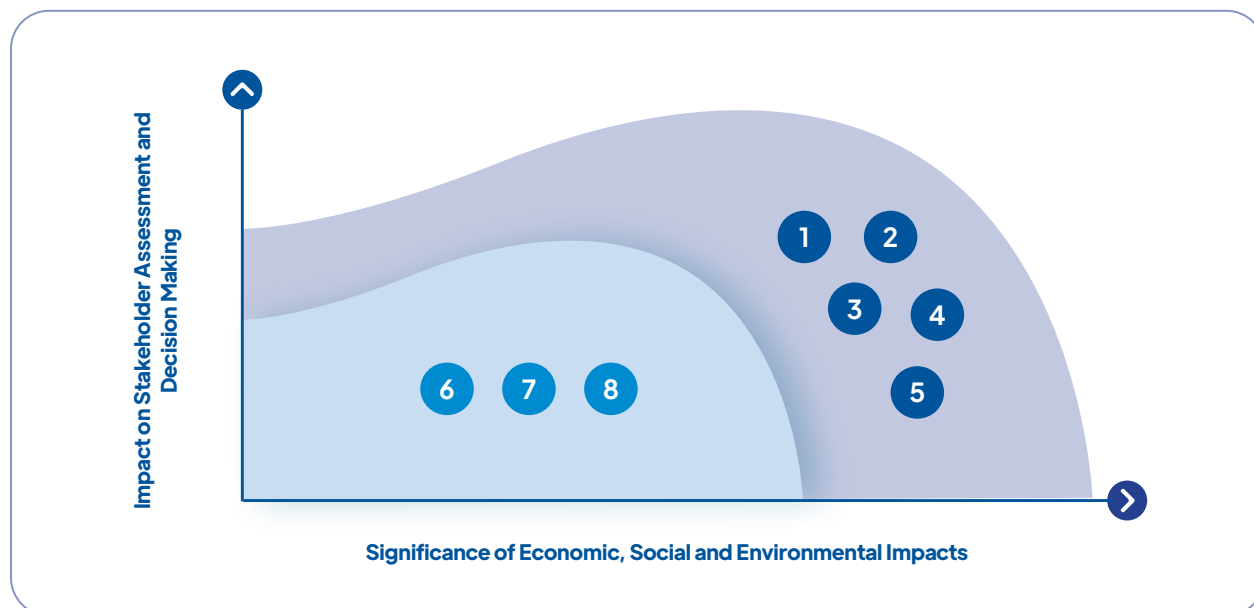 Impact on Stakeholder Assessment and
Decision Making
1
2
3
4
5
6
7
8
Significance of Economic, Social and Environmental Impacts